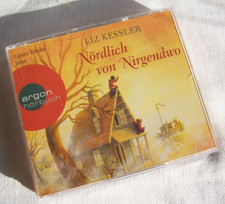 LIZ KESSLER
Nördlich
von Nirgendwo
argon
hörbuch